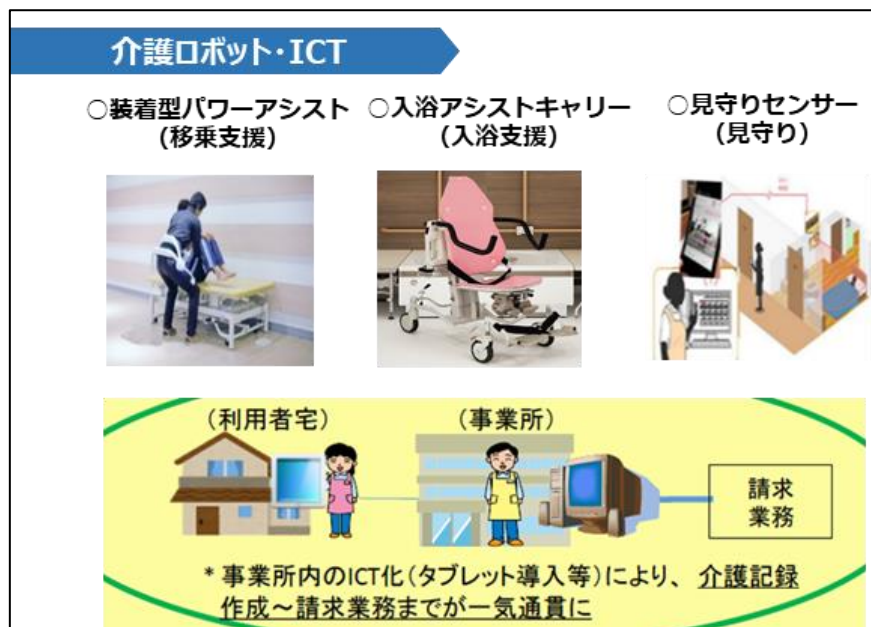 介護ロボット・ICT
○装着型パワーアシスト
(移乗支援)
○入浴アシストキャリー
(入浴支援)
○見守りセンサー
(見守り)
(利用者宅)
(事業所)
請求
業務
*事業所内のICT化(タブレット導入等)により、介護記録
作成～請求業務までが一気通貫に